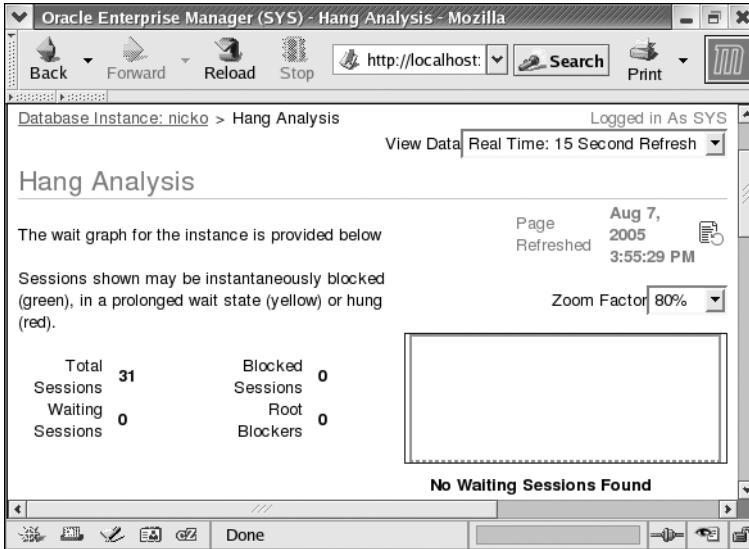 Oracle Enterprise Manager (SYS) - Hang Analysis - Mozilla
Back
Forward
Reload
Stop
http://localhost:
Search
Print
Database Instance: nicko > Hang Analysis
Logged in As SYS
View Data Real Time: 15 Second Refresh
Hang Analysis
The wait graph for the instance is provided below
Page Refreshed
Aug 7, 2005 3:55:29 PM
Sessions shown may be instantaneously blocked
(green), in a prolonged wait state (yellow) or hung
(red).
Zoom Factor 80%
Total Sessions 31
Blocked Sessions 0
Waiting Sessions 0
Root Blockers 0
No Waiting Sessions Found
Done